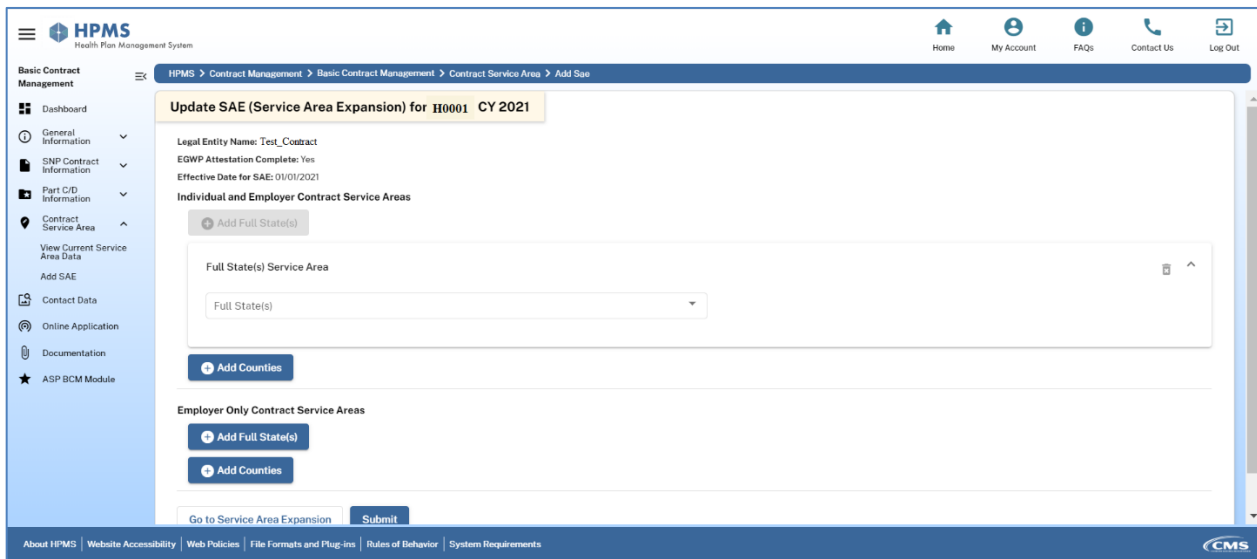 HPMS
Health Plan Management System
Home
My Account
FAQs
Contact Us
Log Out
Basic Contract
Management
HPMS > Contract Management > Basic Contract Management > Contract Service Area > Add Sae
Dashboard
General
Information
SNP Contract
Information
Part C/D
Information
Contract
Service Area
View Current Service
Area Data
Add SAE
Contact Data
Online Application
Documentation
ASP BCM Module
Update SAE (Service Area Expansion) for H0001 CY 2021
Legal Entity Name: Test_Contract
EGWP Attestation Complete: Yes
Effective Date for SAE: 01/01/2021
Individual and Employer Contract Service Areas
Add Full State(s)
Full State(s) Service Area
Full State(s)
Add Counties
Employer Only Contract Service Areas
Add Full State(s)
Add Counties
Go to Service Area Expansion
Submit
About HPMS | Website Accessibility | Web Policies | File Formats and Plug-ins | Rules of Behavior | System Requirements
CMS